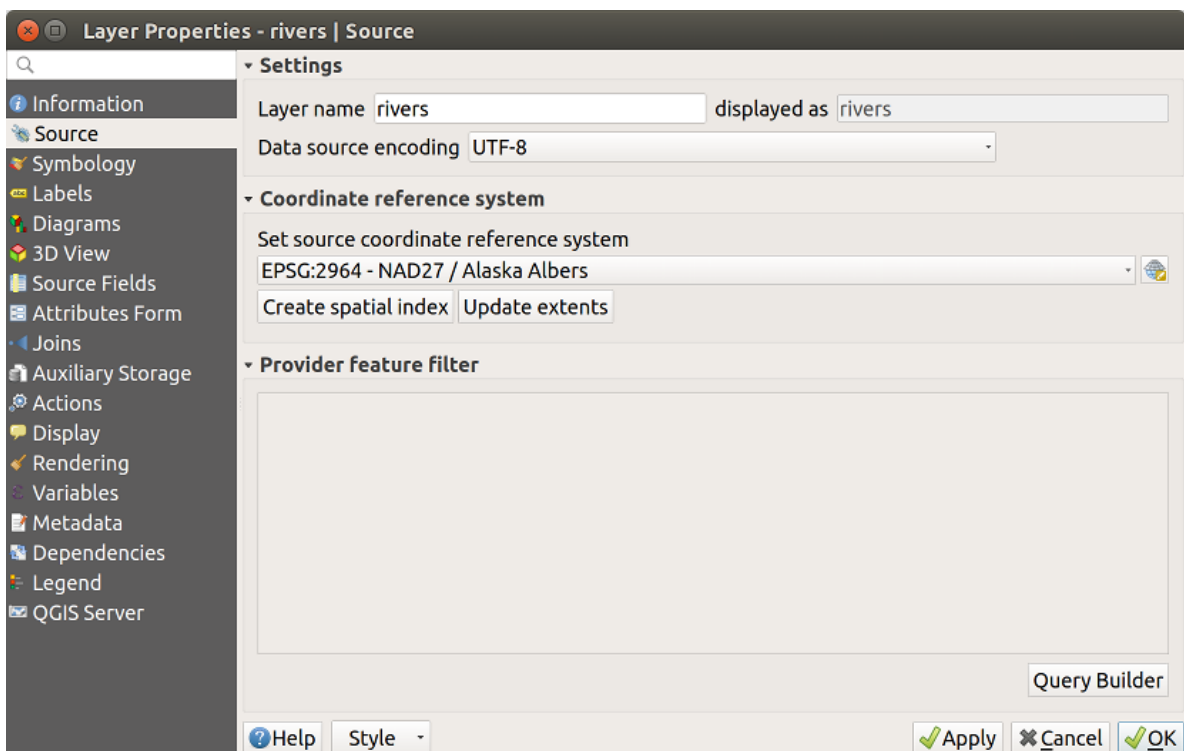 Layer Properties - rivers | Source
Information
Source
Symbology
Labels
Diagrams
3D View
Source Fields
Attributes Form
Joins
Auxiliary Storage
Actions
Display
Rendering
Variables
Metadata
Dependencies
Legend
QGIS Server
Settings
Layer name rivers displayed as rivers
Data source encoding UTF-8
Coordinate reference system
Set source coordinate reference system
EPSG:2964 - NAD27 / Alaska Albers
Create spatial index Update extents
Provider feature filter
Query Builder
Help Style Apply Cancel OK